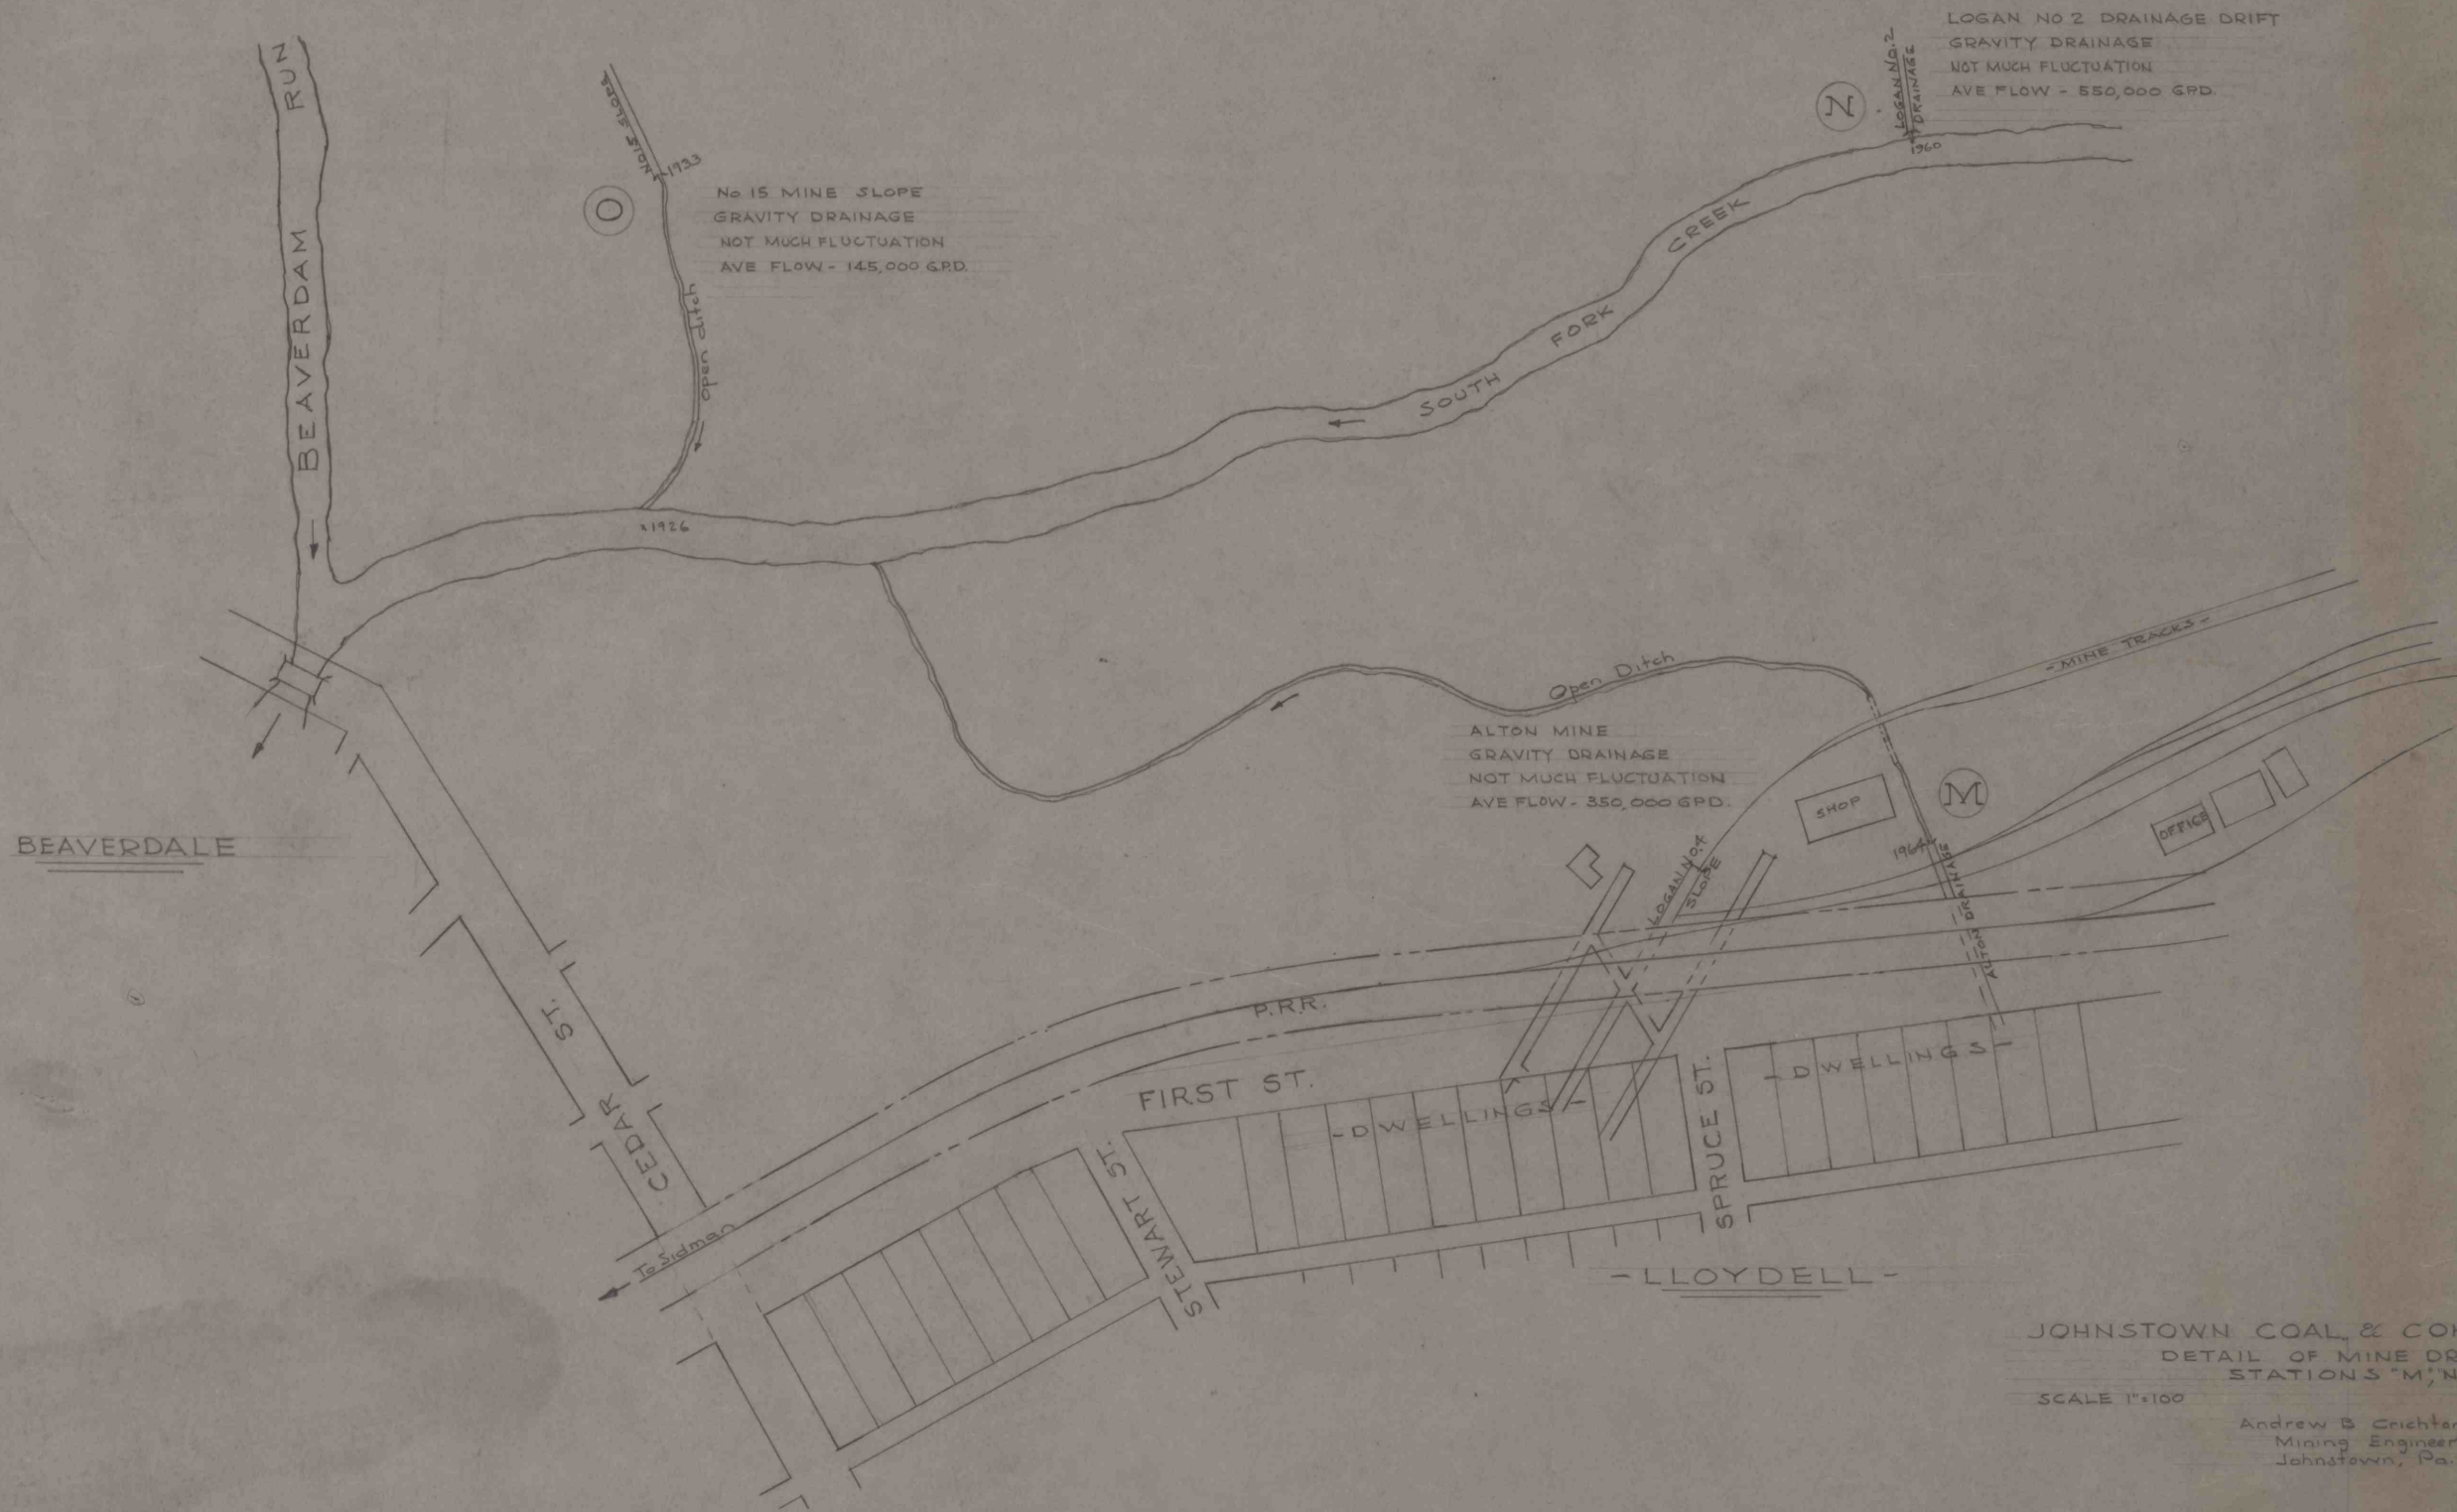 LOGAN NO 2 DRAINAGE DRIFT
GRAVITY DRAINAGE
NOT MUCH FLUCTUATION
AVE FLOW - 550,000 GPD.
LOGAN NO.2
DRAINAGE
N
1960
BEAVERDAM RUN
NO15 SLOPE
1933
O
No 15 MINE SLOPE
GRAVITY DRAINAGE
NOT MUCH FLUCTUATION
AVE FLOW - 145,000 G.P.D.
open ditch
SOUTH FORK CREEK
x1926
-MINE TRACKS-
Open Ditch
ALTON MINE
GRAVITY DRAINAGE
NOT MUCH FLUCTUATION
AVE FLOW - 350,000 GPD.
SHOP
M
OFFICE
1964
ALTON DRAINAGE
LOGAN NO.4
SLOPE
BEAVERDALE
CEDAR ST.
P.R.R.
FIRST ST.
-DWELLINGS-
-DWELLINGS-
STEWART ST.
SPRUCE ST.
To Sidman
-LLOYDELL-
JOHNSTOWN COAL & CO
DETAIL OF MINE DR
STATIONS "M", N
SCALE 1"=100
Andrew B Crichton
Mining Engineer
Johnstown, Pa.